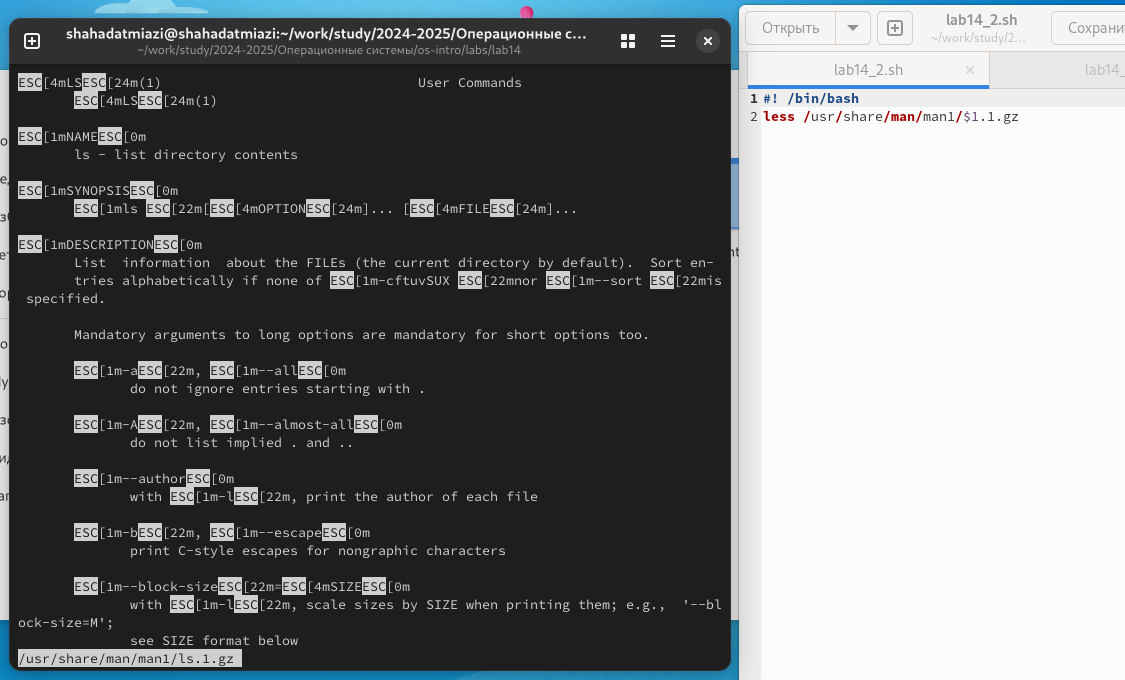 shahadatmiazi@shahadatmiazi:~/work/study/2024-2025/Операционные с…
~/work/study/2024-2025/Операционные системы/os-intro/labs/lab14
ESC[4mLSESC[24m(1)                                User Commands
       ESC[4mLSESC[24m(1)
ESC[1mNAMEESC[0m
       ls - list directory contents
ESC[1mSYNOPSISESC[0m
       ESC[1mls ESC[22m[ESC[4mOPTIONESC[24m]... [ESC[4mFILEESC[24m]...
ESC[1mDESCRIPTIONESC[0m
       List  information  about the FILEs (the current directory by default).  Sort en-
       tries alphabetically if none of ESC[1m-cftuvSUX ESC[22mnor ESC[1m--sort ESC[22mis
 specified.
       Mandatory arguments to long options are mandatory for short options too.
       ESC[1m-aESC[22m, ESC[1m--allESC[0m
              do not ignore entries starting with .
       ESC[1m-AESC[22m, ESC[1m--almost-allESC[0m
              do not list implied . and ..
       ESC[1m--authorESC[0m
              with ESC[1m-lESC[22m, print the author of each file
       ESC[1m-bESC[22m, ESC[1m--escapeESC[0m
              print C-style escapes for nongraphic characters
       ESC[1m--block-sizeESC[22m=ESC[4mSIZEESC[0m
              with ESC[1m-lESC[22m, scale sizes by SIZE when printing them; e.g.,  '--bl
ock-size=M';
              see SIZE format below
/usr/share/man/man1/ls.1.gz
Открыть
lab14_2.sh
~/work/study/2…
Сохрани
lab14_2.sh ×
lab14_
1 #! /bin/bash
2 less /usr/share/man/man1/$1.1.gz